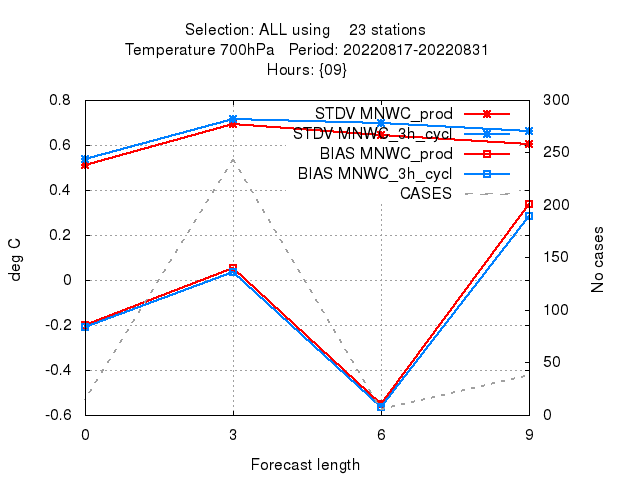 Selection: ALL using 23 stations
Temperature 700hPa Period: 20220817-20220831
Hours: {09}
0.8
0.6
0.4
0.2
0
-0.2
-0.4
-0.6
300
250
200
150
100
50
0
STDV MNWC_prod
STDV MNWC_3h_cycl
BIAS MNWC_prod
BIAS MNWC_3h_cycl
CASES
deg C
No cases
0 3 6 9
Forecast length